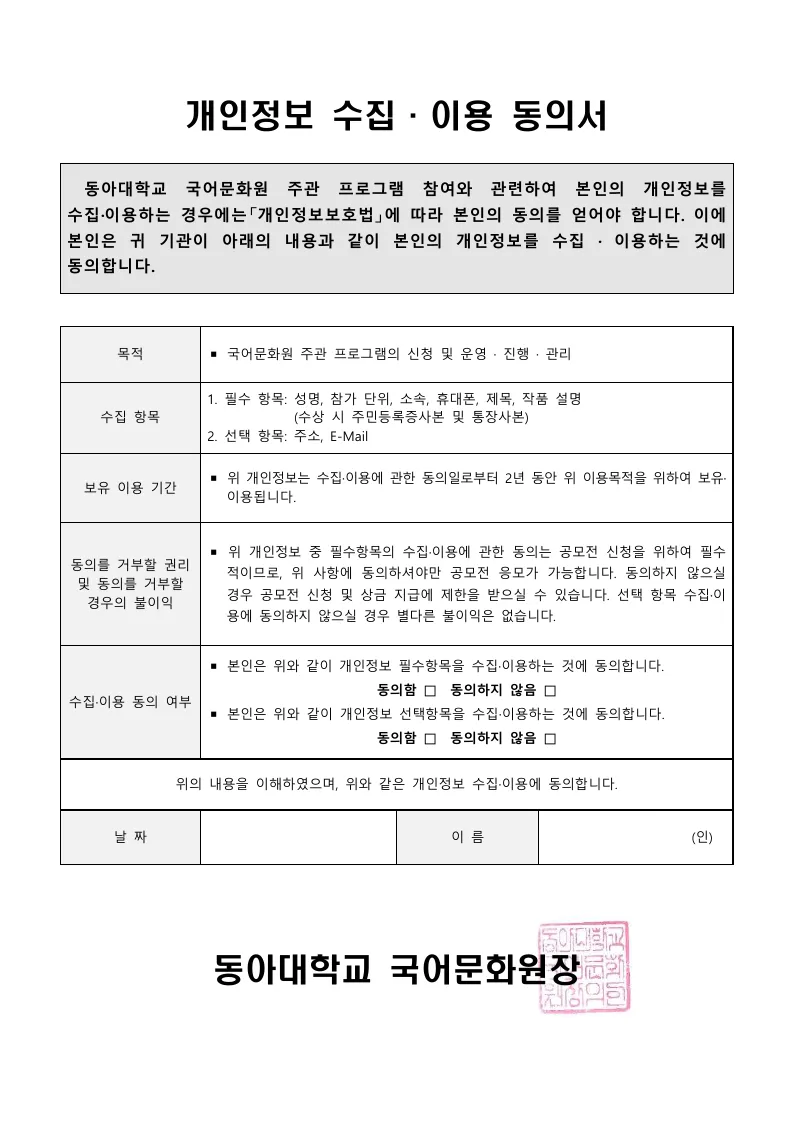 개인정보 수집 · 이용 동의서
동아대학교 국어문화원 주관 프로그램 참여와 관련하여 본인의 개인정보를
수집·이용하는 경우에는「개인정보보호법」에 따라 본인의 동의를 얻어야 합니다. 이에
본인은 귀 기관이 아래의 내용과 같이 본인의 개인정보를 수집 · 이용하는 것에
동의합니다.
목적
▪ 국어문화원 주관 프로그램의 신청 및 운영 · 진행 · 관리
수집 항목
1. 필수 항목: 성명, 참가 단위, 소속, 휴대폰, 제목, 작품 설명
(수상 시 주민등록증사본 및 통장사본)
2. 선택 항목: 주소, E-Mail
보유 이용 기간
▪ 위 개인정보는 수집·이용에 관한 동의일로부터 2년 동안 위 이용목적을 위하여 보유·
이용됩니다.
동의를 거부할 권리
및 동의를 거부할
경우의 불이익
▪ 위 개인정보 중 필수항목의 수집·이용에 관한 동의는 공모전 신청을 위하여 필수
적이므로, 위 사항에 동의하셔야만 공모전 응모가 가능합니다. 동의하지 않으실
경우 공모전 신청 및 상금 지급에 제한을 받으실 수 있습니다. 선택 항목 수집·이
용에 동의하지 않으실 경우 별다른 불이익은 없습니다.
수집·이용 동의 여부
▪ 본인은 위와 같이 개인정보 필수항목을 수집·이용하는 것에 동의합니다.
동의함 □ 동의하지 않음 □
▪ 본인은 위와 같이 개인정보 선택항목을 수집·이용하는 것에 동의합니다.
동의함 □ 동의하지 않음 □
위의 내용을 이해하였으며, 위와 같은 개인정보 수집·이용에 동의합니다.
날 짜
이 름
(인)
동아대학교 국어문화원장